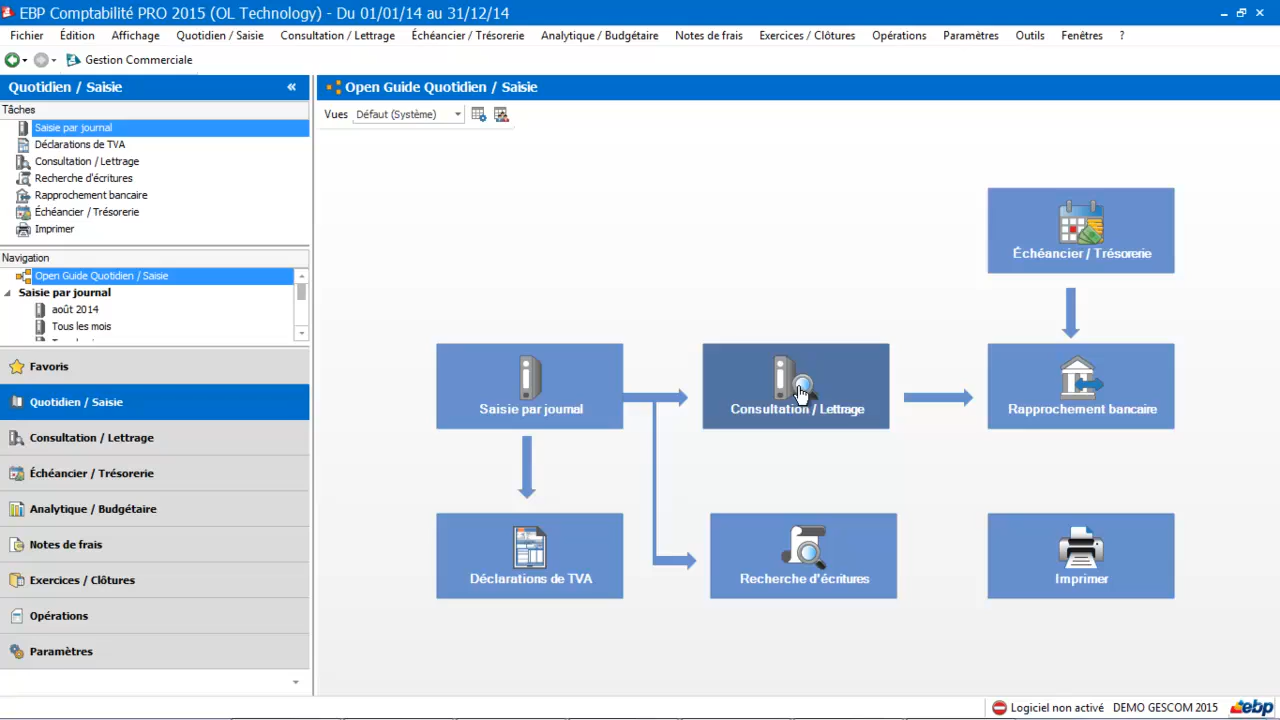 EBP Comptabilité PRO 2015 (OL Technology) - Du 01/01/14 au 31/12/14
Fichier Édition Affichage Quotidien / Saisie Consultation / Lettrage Échéancier / Trésorerie Analytique / Budgétaire Notes de frais Exercices / Clôtures Opérations Paramètres Outils Fenêtres ?
Gestion Commerciale
Quotidien / Saisie «
Tâches
Saisie par journal
Déclarations de TVA
Consultation / Lettrage
Recherche d'écritures
Rapprochement bancaire
Échéancier / Trésorerie
Imprimer
Navigation
Open Guide Quotidien / Saisie
Saisie par journal
août 2014
Tous les mois
Favoris
Quotidien / Saisie
Consultation / Lettrage
Échéancier / Trésorerie
Analytique / Budgétaire
Notes de frais
Exercices / Clôtures
Opérations
Paramètres
Open Guide Quotidien / Saisie
Vues Défaut (Système)
Échéancier / Trésorerie
Saisie par journal
Consultation / Lettrage
Rapprochement bancaire
Déclarations de TVA
Recherche d'écritures
Imprimer
Logiciel non activé DEMO GESCOM 2015 ebp